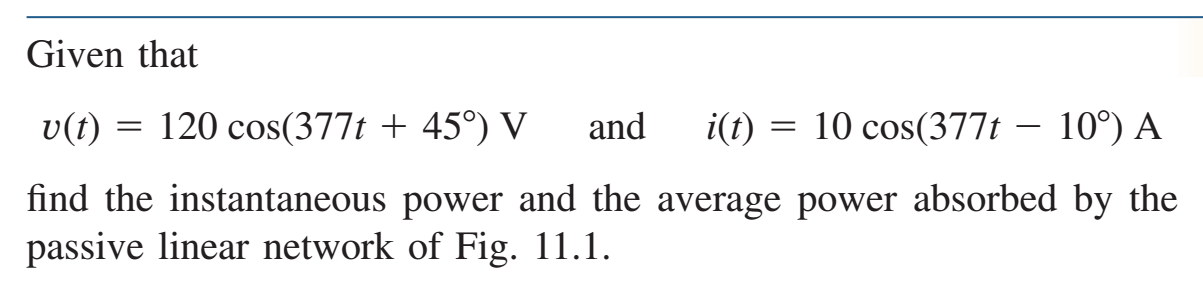 Given that
v(t) = 120 cos(377t + 45°) V and i(t) = 10 cos(377t − 10°) A
find the instantaneous power and the average power absorbed by the
passive linear network of Fig. 11.1.